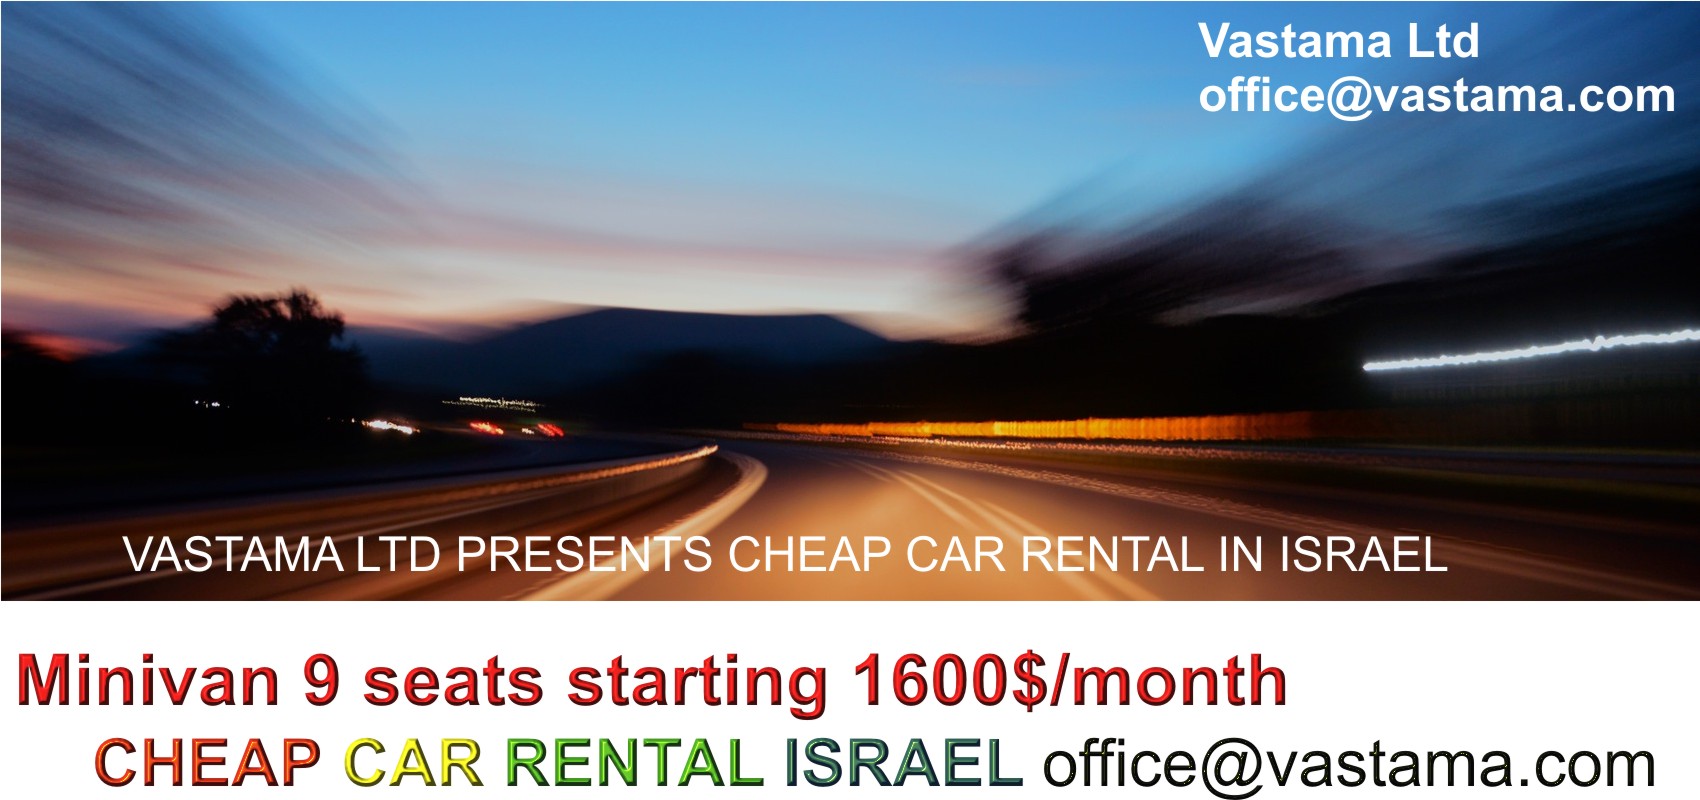 Vastama Ltd
office@vastama.com
VASTAMA LTD PRESENTS CHEAP CAR RENTAL IN ISRAEL
Minivan 9 seats starting 1600$/month
CHEAP CAR RENTAL ISRAEL office@vastama.com